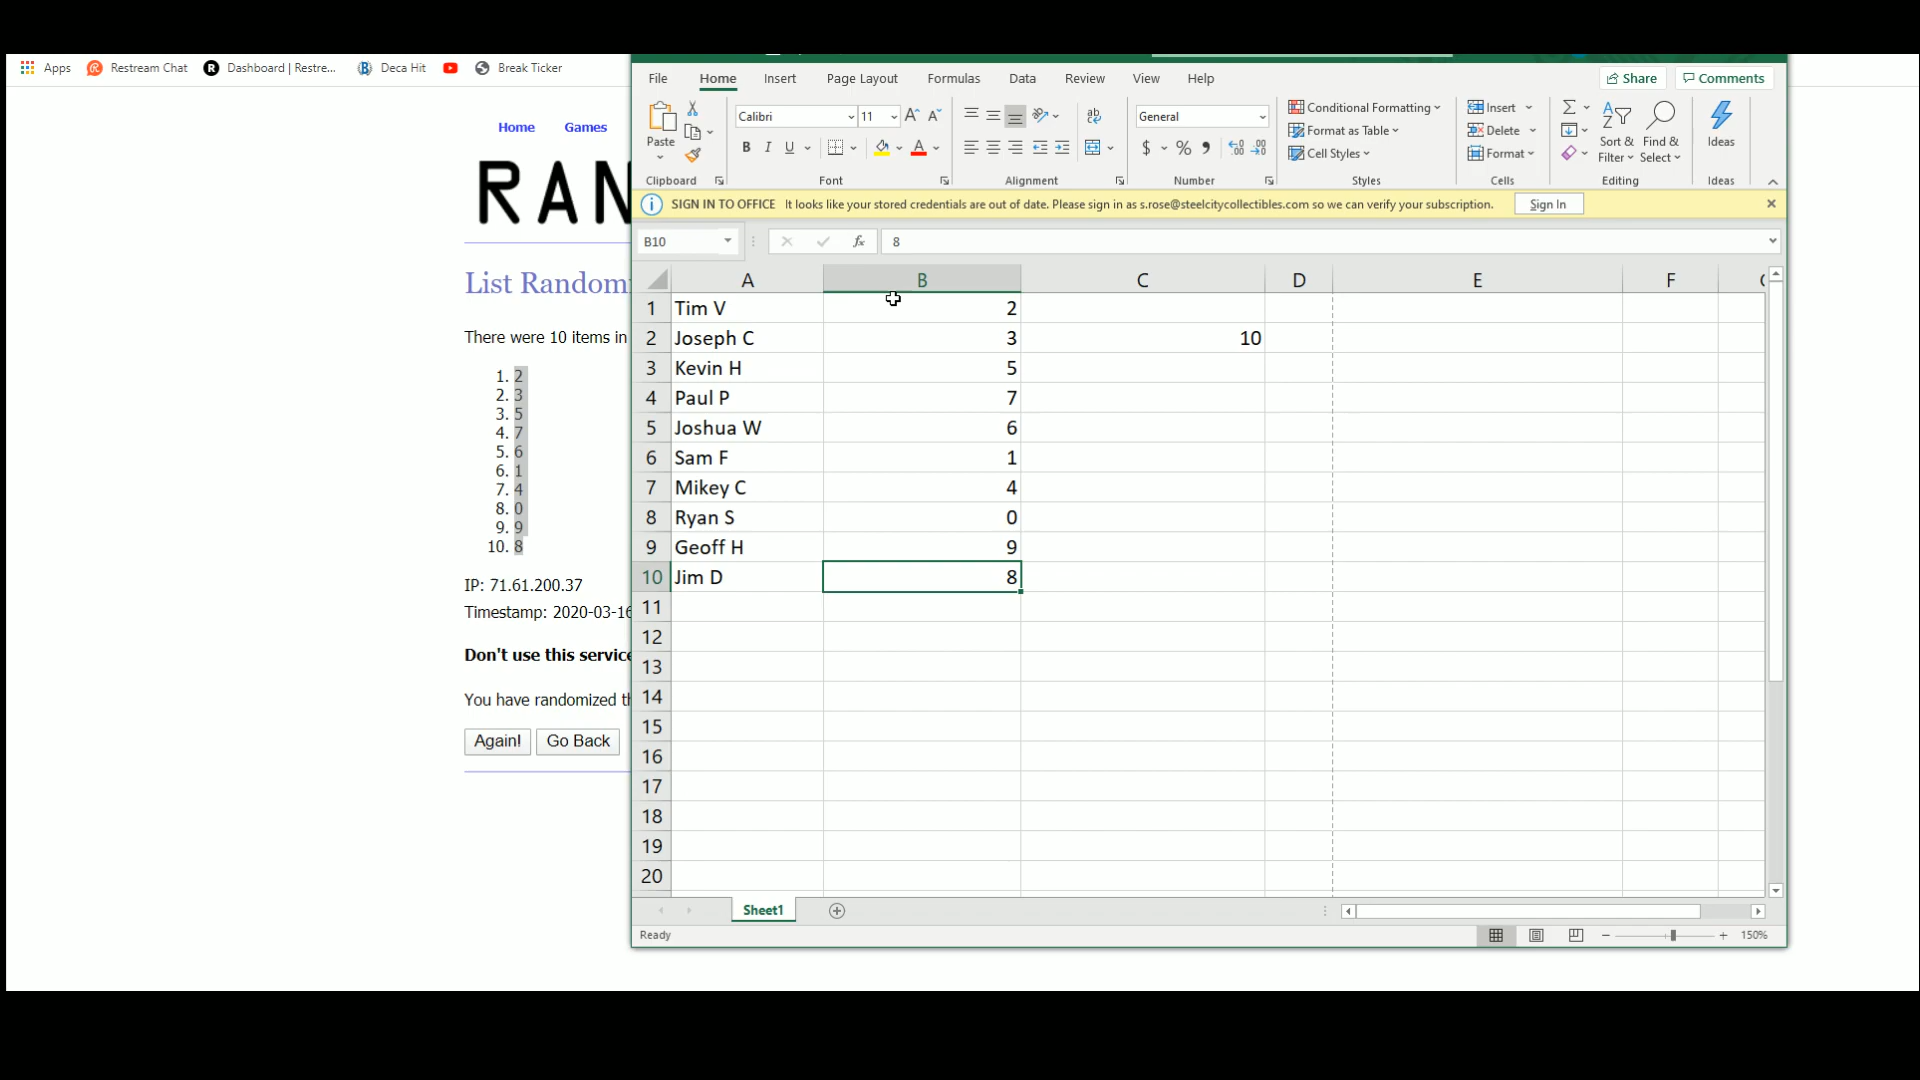 Apps Restream Chat Dashboard | Restre... Deca Hit Break Ticker
Home Games
RAN
List Random
There were 10 items in
1. 2
2. 3
3. 5
4. 7
5. 6
6. 1
7. 4
8. 0
9. 9
10. 8
IP: 71.61.200.37
Timestamp: 2020-03-16
Don't use this service
You have randomized th
Again! Go Back
File Home Insert Page Layout Formulas Data Review View Help Share Comments
Paste
Calibri 11
General
Conditional Formatting
Format as Table
Cell Styles
Insert
Delete
Format
Sort & Filter
Find & Select
Ideas
B I U
$ % 9
Clipboard Font Alignment Number Styles Cells Editing Ideas
SIGN IN TO OFFICE It looks like your stored credentials are out of date. Please sign in as s.rose@steelcitycollectibles.com so we can verify your subscription. Sign In
B10 fx 8
A B C D E F
1 Tim V 2
2 Joseph C 3 10
3 Kevin H 5
4 Paul P 7
5 Joshua W 6
6 Sam F 1
7 Mikey C 4
8 Ryan S 0
9 Geoff H 9
10 Jim D 8
11
12
13
14
15
16
17
18
19
20
Sheet1
Ready 150%